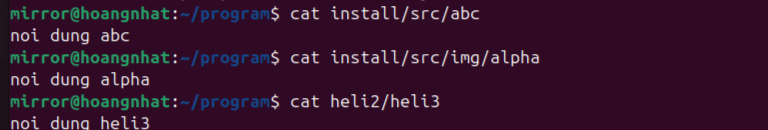 mirror@hoangnhat:~/program$ cat install/src/abc
noi dung abc
mirror@hoangnhat:~/program$ cat install/src/img/alpha
noi dung alpha
mirror@hoangnhat:~/program$ cat heli2/heli3
noi dung heli3